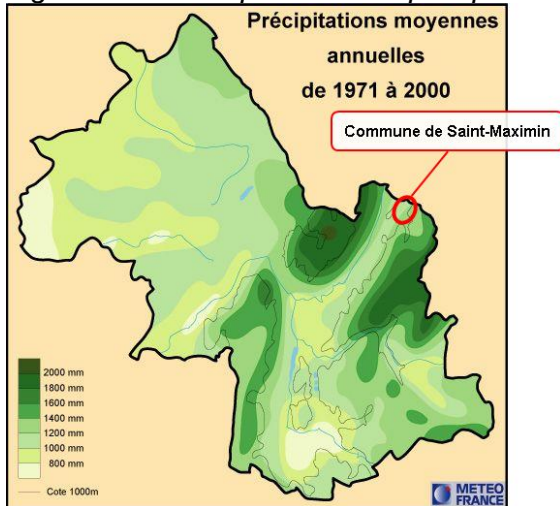 Précipitations moyennes
annuelles
de 1971 à 2000
Commune de Saint-Maximin
2000 mm
1800 mm
1600 mm
1400 mm
1200 mm
1000 mm
800 mm
Cote 1000m
METEO
FRANCE